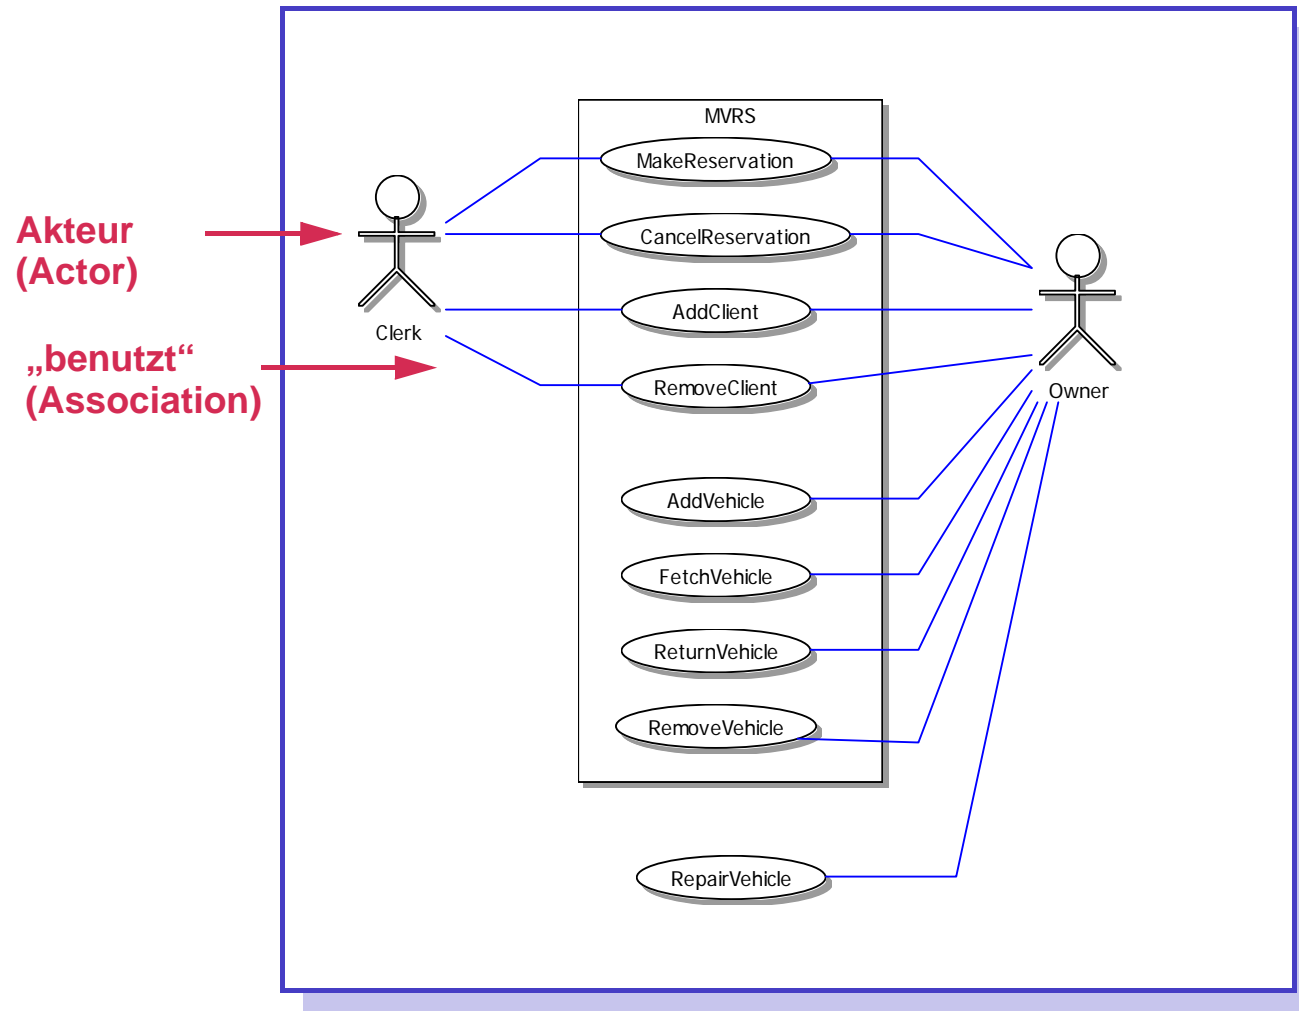 MVRS
MakeReservation
Akteur
(Actor)
CancelReservation
AddClient
Clerk
„benutzt“
(Association)
RemoveClient
Owner
AddVehicle
FetchVehicle
ReturnVehicle
RemoveVehicle
RepairVehicle